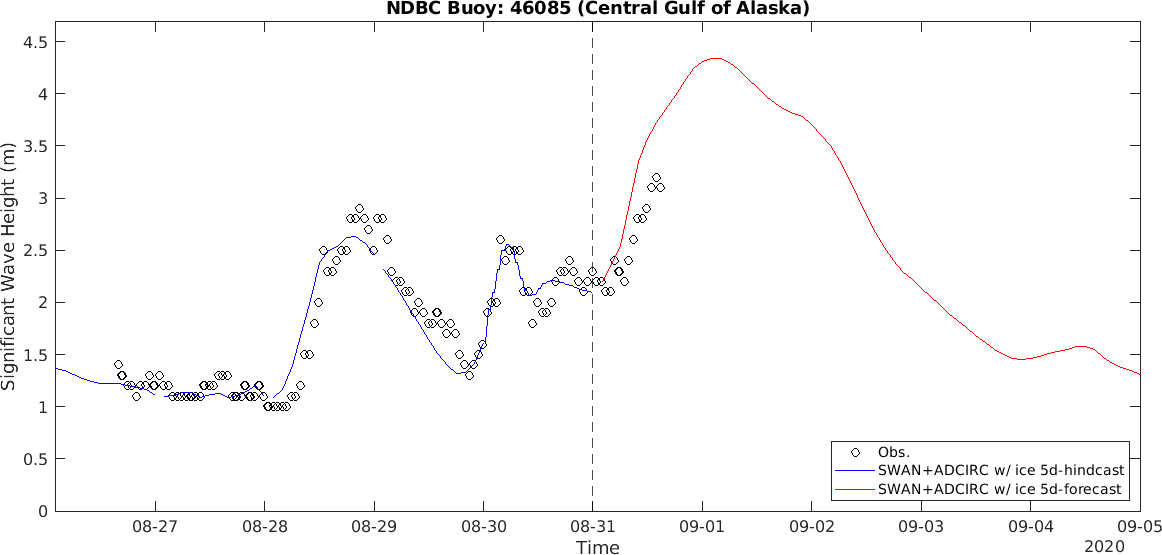 NDBC Buoy: 46085 (Central Gulf of Alaska)
Significant Wave Height (m)
4.5
4
3.5
3
2.5
2
1.5
1
0.5
0
Obs.
SWAN+ADCIRC w/ ice 5d-hindcast
SWAN+ADCIRC w/ ice 5d-forecast
08-27 08-28 08-29 08-30 08-31 09-01 09-02 09-03 09-04 09-05
Time
2020